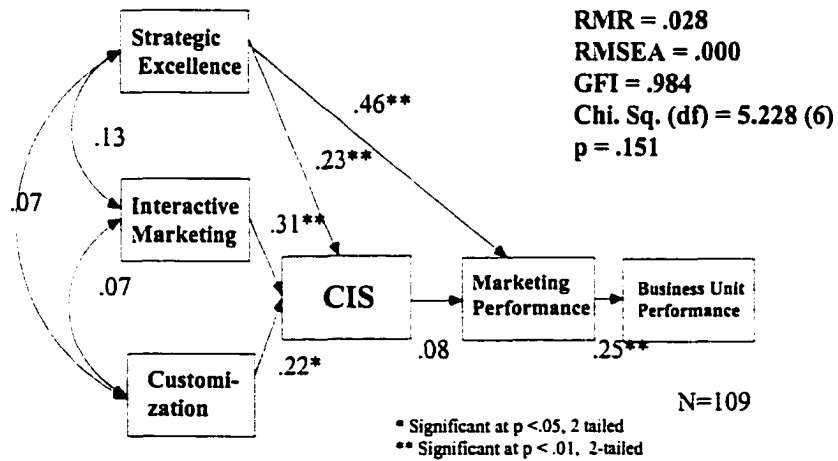 Strategic
Excellence
RMR = .028
RMSEA = .000
GFI = .984
Chi. Sq. (df) = 5.228 (6)
p = .151
.46**
.13
.23**
.07
Interactive
Marketing
.31**
.07
CIS
Marketing
Performance
Business Unit
Performance
.08
.25**
.22*
Customi-
zation
N=109
* Significant at p <.05, 2 tailed
** Significant at p < .01, 2-tailed